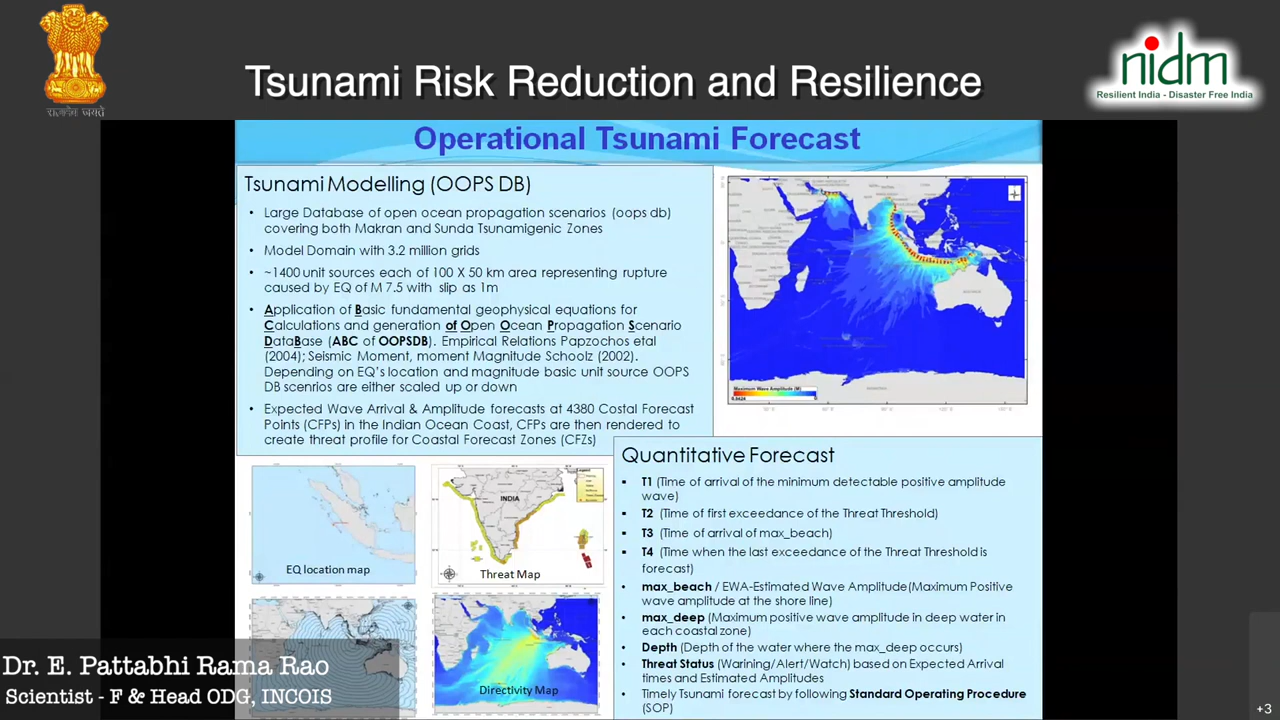 सत्यमेव जयते
Tsunami Risk Reduction and Resilience
nidm
Resilient India - Disaster Free India
Operational Tsunami Forecast
Tsunami Modelling (OOPS DB)
• Large Database of open ocean propagation scenarios (oops db)
covering both Makran and Sunda Tsunamigenic Zones
• Model Domain with 3.2 million grids
• ~1400 unit sources each of 100 X 50 km area representing rupture
caused by EQ of M 7.5 with slip as 1m
• Application of Basic fundamental geophysical equations for
Calculations and generation of Open Ocean Propagation Scenario
DataBase (ABC of OOPSDB). Empirical Relations Papzochos etal
(2004); Seismic Moment, moment Magnitude Schoolz (2002).
Depending on EQ's location and magnitude basic unit source OOPS
DB scenrios are either scaled up or down
• Expected Wave Arrival & Amplitude forecasts at 4380 Costal Forecast
Points (CFPs) in the Indian Ocean Coast, CFPs are then rendered to
create threat profile for Coastal Forecast Zones (CFZs)
Maximum Wave Amplitude (M)
EQ location map
INDIA
Threat Map
Directivity Map
Quantitative Forecast
▪ T1 (Time of arrival of the minimum detectable positive amplitude
wave)
▪ T2 (Time of first exceedance of the Threat Threshold)
▪ T3 (Time of arrival of max_beach)
▪ T4 (Time when the last exceedance of the Threat Threshold is
forecast)
• max_beach / EWA-Estimated Wave Amplitude(Maximum Positive
wave amplitude at the shore line)
• max_deep (Maximum positive wave amplitude in deep water in
each coastal zone)
• Depth (Depth of the water where the max_deep occurs)
• Threat Status (Warining/Alert/Watch) based on Expected Arrival
times and Estimated Amplitudes
• Timely Tsunami forecast by following Standard Operating Procedure
(SOP)
Dr. E. Pattabhi Rama Rao
Scientist - F & Head ODG, INCOIS
+3